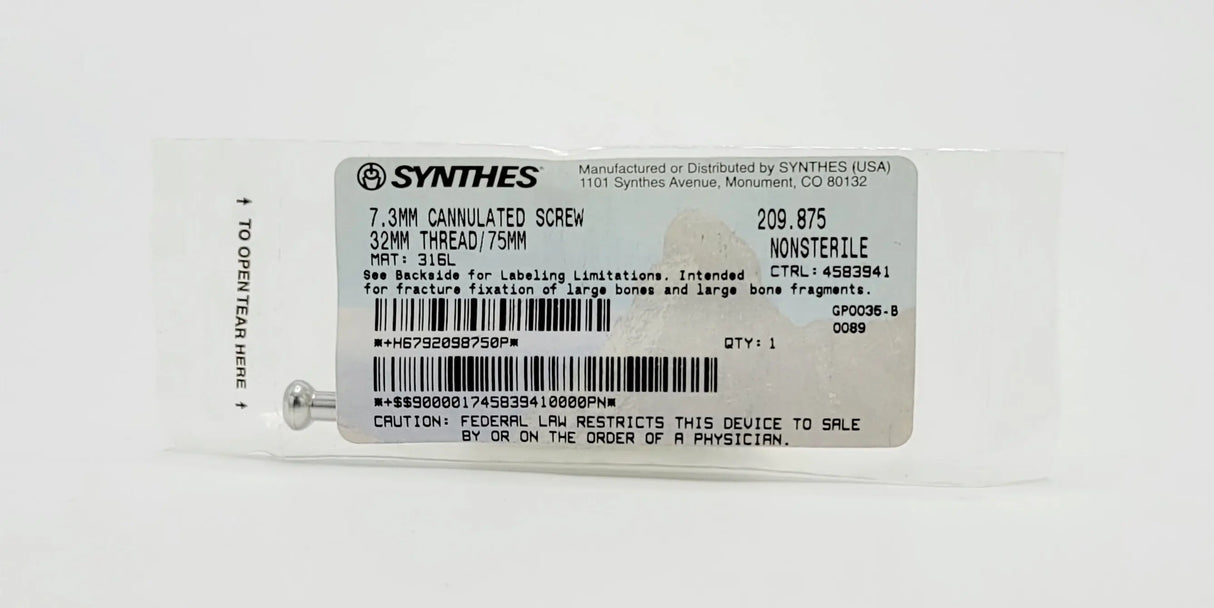 SYNTHES
Manufactured or Distributed by SYNTHES (USA)
1101 Synthes Avenue, Monument, CO 80132
7.3MM CANNULATED SCREW
209.875
32MM THREAD/75MM
NONSTERILE
MAT: 316L
CTRL: 4583941
See Backside for Labeling Limitations. Intended
for fracture fixation of large bones and large bone fragments.
GP0035-B
0089
*+H6792098750P*
QTY: 1
*+$$900001745839410000PN*
CAUTION: FEDERAL LAW RESTRICTS THIS DEVICE TO SALE
BY OR ON THE ORDER OF A PHYSICIAN.
TO OPEN TEAR HERE